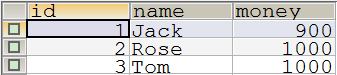 id name money
1 Jack 900
2 Rose 1000
3 Tom 1000